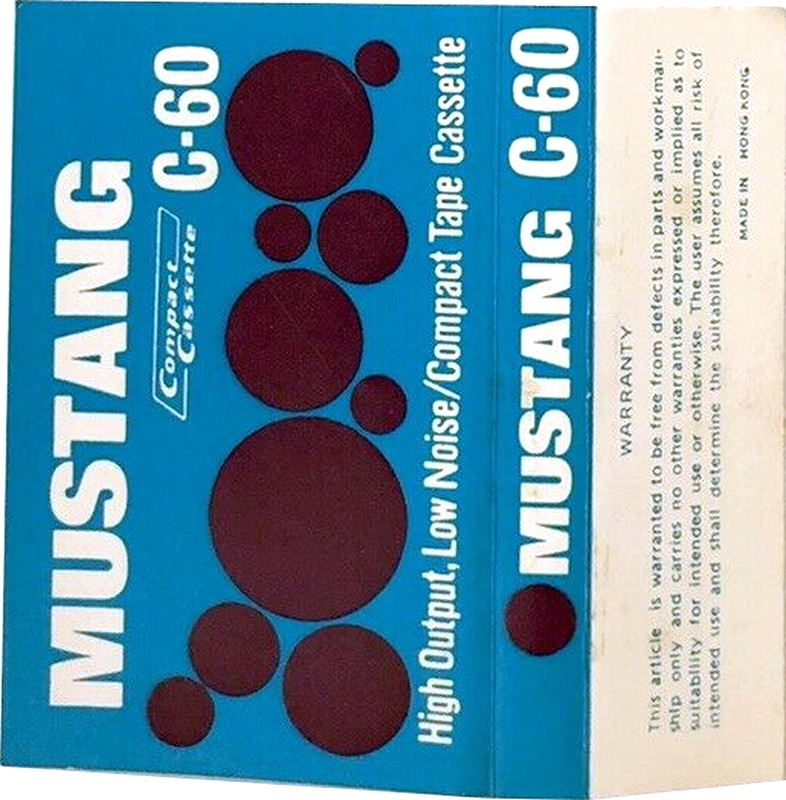 MUSTANG
C-60
Compact
Cassette
High Output, Low Noise/Compact Tape Cassette
MUSTANG C-60
WARRANTY
This article is warranted to be free from defects in parts and workman-
ship only and carries no other warranties expressed or implied as to
suitability for intended use or otherwise. The user assumes all risk of
intended use and shall determine the suitability therefore.
MADE IN HONG KONG